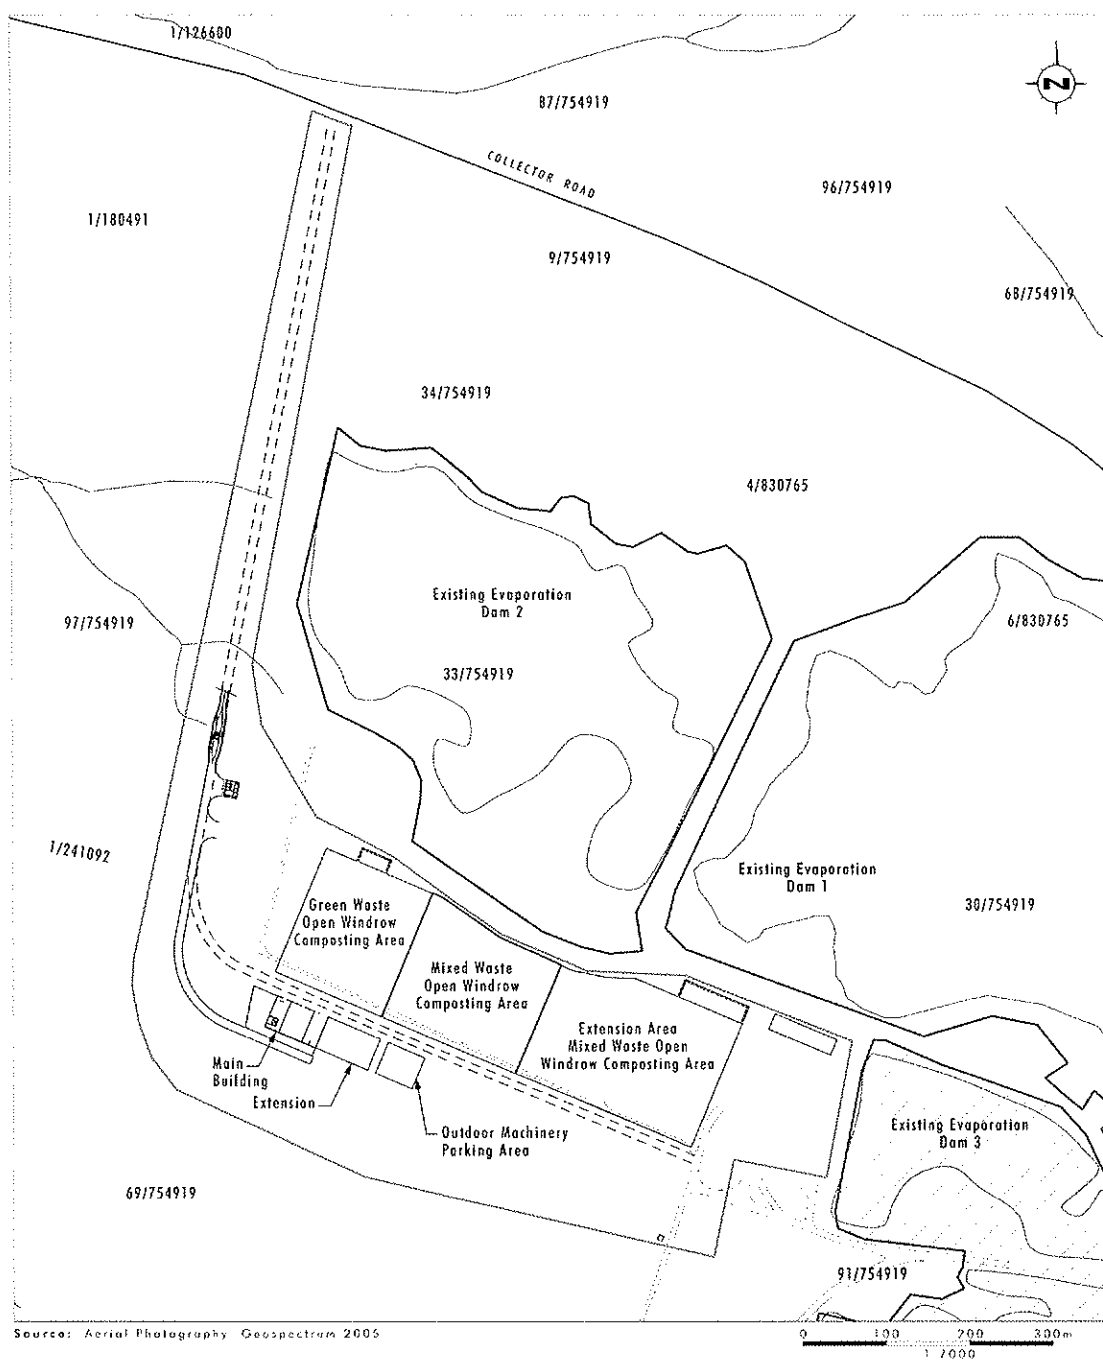 1/126600
N
87/754919
COLLECTOR ROAD
96/754919
1/180491
9/754919
68/754919
34/754919
4/830765
Existing Evaporation
Dam 2
97/754919
6/830765
33/754919
1/241092
Existing Evaporation
Dam 1
30/754919
Green Waste
Open Windrow
Composting Area
Mixed Waste
Open Windrow
Composting Area
Extension Area
Mixed Waste Open
Windrow Composting Area
Main
Building
Extension
Outdoor Machinery
Parking Area
Existing Evaporation
Dam 3
69/754919
91/754919
Source: Aerial Photography Geospectrum 2005
0 100 200 300m
1:7000